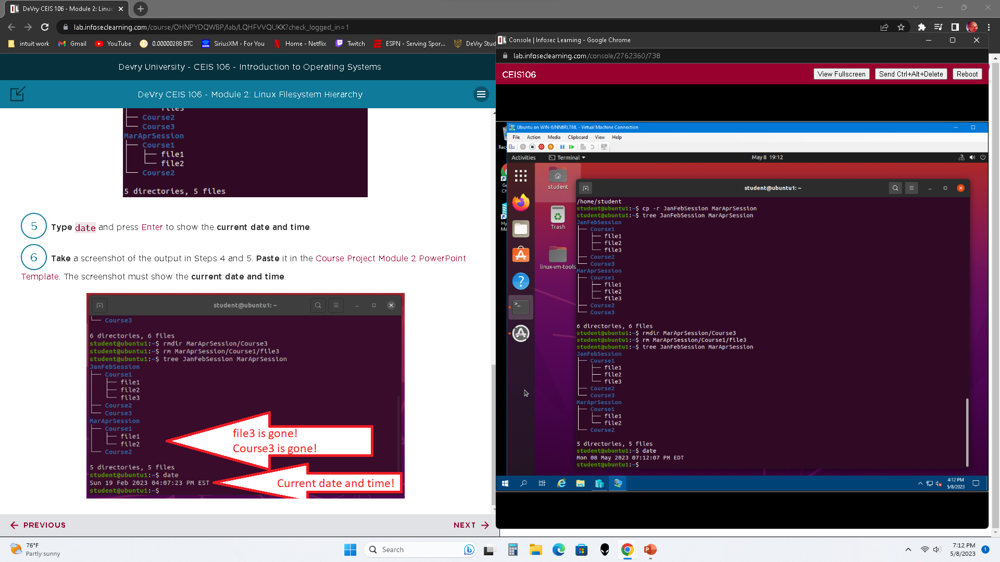 DeVry CEIS 106 - Module 2: Linux
lab.infoseclearning.com/course/OHNPYDQWBP/lab/LQHFVVQUKK?check_logged_in=1
intuit work
Gmail
YouTube
0.00000288 BTC
SiriusXM - For You
Home - Netflix
Twitch
ESPN - Serving Spor...
DeVry Stud
Devry University - CEIS 106 - Introduction to Operating Systems
DeVry CEIS 106 - Module 2: Linux Filesystem Hierarchy
file3
Course2
Course3
MarAprSession
Course1
file1
file2
Course2
5 directories, 5 files
5 Type date and press Enter to show the current date and time.
6 Take a screenshot of the output in Steps 4 and 5. Paste it in the Course Project Module 2 PowerPoint
Template. The screenshot must show the current date and time.
student@ubuntu1: ~
Course3
6 directories, 6 files
student@ubuntu1:~$ rmdir MarAprSession/Course3
student@ubuntu1:~$ rm MarAprSession/Course1/file3
student@ubuntu1:~$ tree JanFebSession MarAprSession
JanFebSession
Course1
file1
file2
file3
Course2
Course3
MarAprSession
Course1
file1
file2
Course2
file3 is gone!
Course3 is gone!
5 directories, 5 files
student@ubuntu1:~$ date
Sun 19 Feb 2023 04:07:23 PM EST
student@ubuntu1:~$
Current date and time!
PREVIOUS
NEXT
Console | Infosec Learning - Google Chrome
lab.infoseclearning.com/console/2762360/738
CEIS106
View Fullscreen
Send Ctrl+Alt+Delete
Reboot
Recy
Go
Ch
Hy
Ma
Ubuntu on WIN-6JNN6RLT6IL - Virtual Machine Connection
File Action Media Clipboard View Help
Activities
Terminal
May 8 19:12
student
Trash
linux-vm-tools
student@ubuntu1: ~
/home/student
student@ubuntu1:~$ cp -r JanFebSession MarAprSession
student@ubuntu1:~$ tree JanFebSession MarAprSession
JanFebSession
Course1
file1
file2
file3
Course2
Course3
MarAprSession
Course1
file1
file2
file3
Course2
Course3
6 directories, 6 files
student@ubuntu1:~$ rmdir MarAprSession/Course3
student@ubuntu1:~$ rm MarAprSession/Course1/file3
student@ubuntu1:~$ tree JanFebSession MarAprSession
JanFebSession
Course1
file1
file2
file3
Course2
Course3
MarAprSession
Course1
file1
file2
Course2
5 directories, 5 files
student@ubuntu1:~$ date
Mon 08 May 2023 07:12:07 PM EDT
student@ubuntu1:~$
4:12 PM
5/8/2023
76°F
Partly sunny
Search
7:12 PM
5/8/2023
1